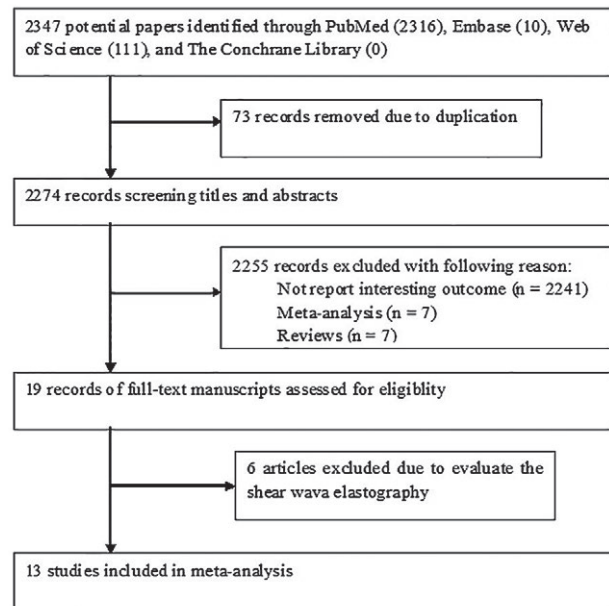 2347 potential papers identified through PubMed (2316), Embase (10), Web
of Science (111), and The Conchrane Library (0)
73 records removed due to duplication
2274 records screening titles and abstracts
2255 records excluded with following reason:
Not report interesting outcome (n = 2241)
Meta-analysis (n = 7)
Reviews (n = 7)
19 records of full-text manuscripts assessed for eligiblity
6 articles excluded due to evaluate the
shear wava elastography
13 studies included in meta-analysis